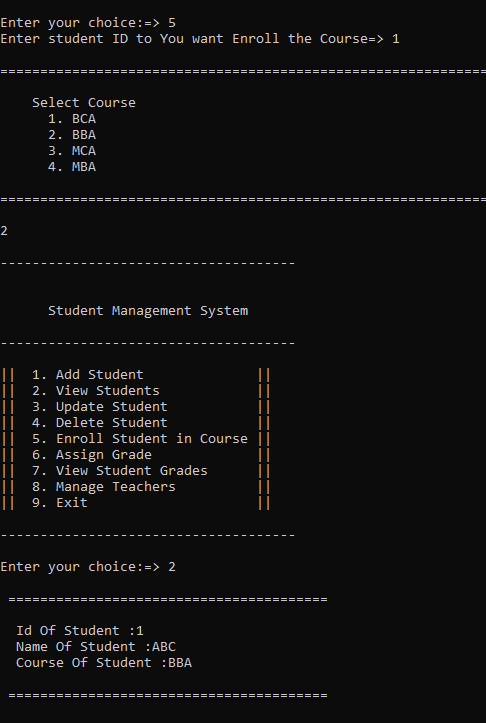 Enter your choice:=> 5
Enter student ID to You want Enroll the Course=> 1
=============================================================
Select Course
1. BCA
2. BBA
3. MCA
4. MBA
=============================================================
2
-------------------------------------
Student Management System
-------------------------------------
|| 1. Add Student ||
|| 2. View Students ||
|| 3. Update Student ||
|| 4. Delete Student ||
|| 5. Enroll Student in Course ||
|| 6. Assign Grade ||
|| 7. View Student Grades ||
|| 8. Manage Teachers ||
|| 9. Exit ||
-------------------------------------
Enter your choice:=> 2
========================================
Id Of Student :1
Name Of Student :ABC
Course Of Student :BBA
========================================